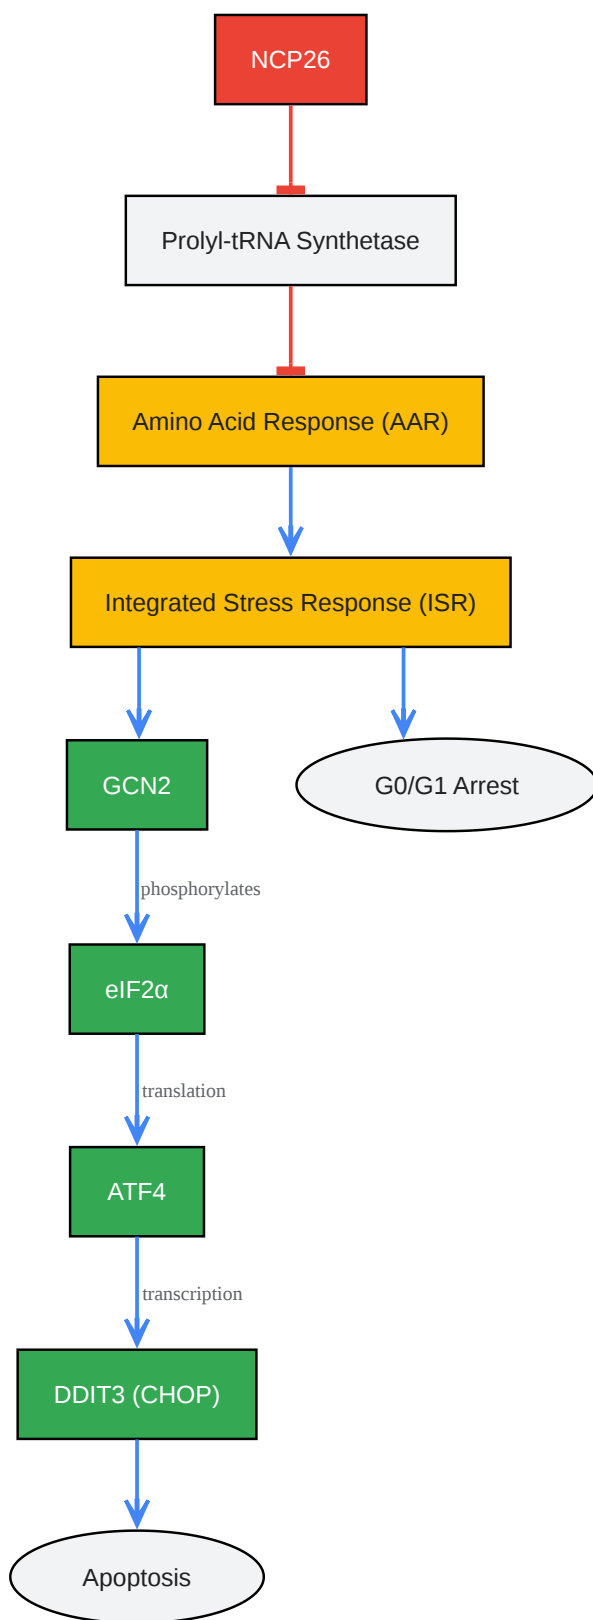 NCP26
Prolyl-tRNA Synthetase
Amino Acid Response (AAR)
Integrated Stress Response (ISR)
GCN2
G0/G1 Arrest
phosphorylates
eIF2α
translation
ATF4
transcription
DDIT3 (CHOP)
Apoptosis